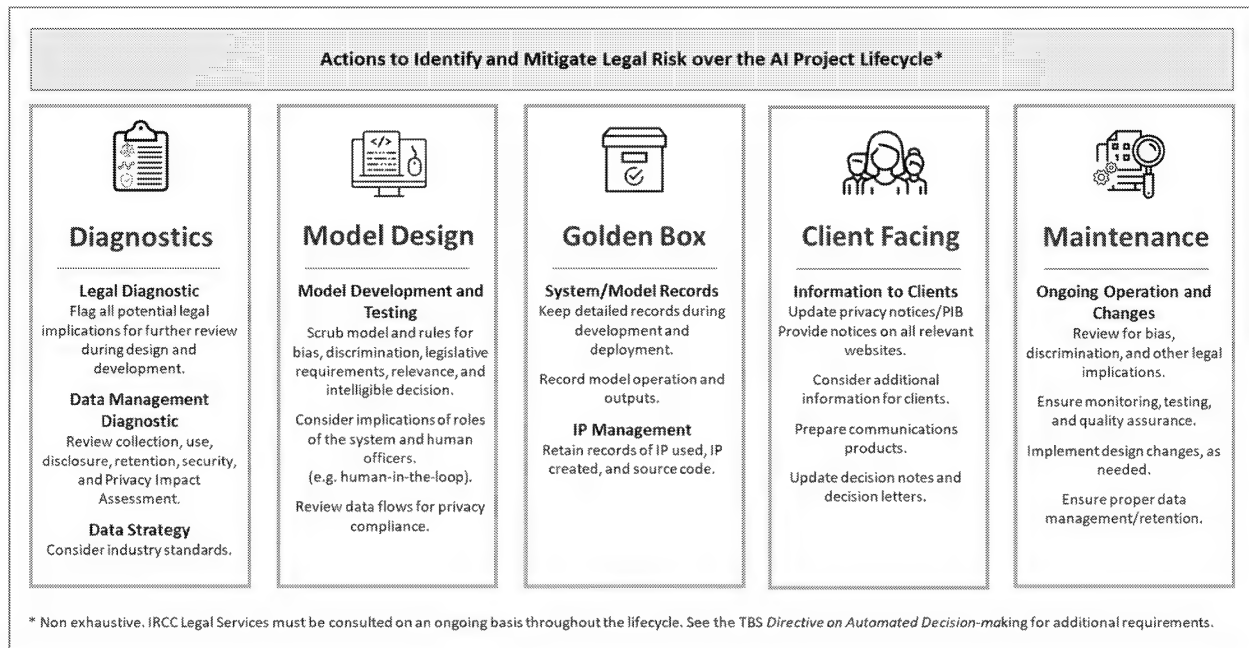 Actions to Identify and Mitigate Legal Risk over the AI Project Lifecycle*
</>
Diagnostics
Legal Diagnostic
Flag all potential legal
implications for further review
during design and
development.
Data Management
Diagnostic
Review collection, use,
disclosure, retention, security,
and Privacy Impact
Assessment.
Data Strategy
Consider industry standards.
Model Design
Model Development and
Testing
Scrub model and rules for
bias, discrimination, legislative
requirements, relevance, and
intelligible decision.
Consider implications of roles
of the system and human
officers.
(e.g. human-in-the-loop).
Review data flows for privacy
compliance.
Golden Box
System/Model Records
Keep detailed records during
development and
deployment.
Record model operation and
outputs.
IP Management
Retain records of IP used, IP
created, and source code.
Client Facing
Information to Clients
Update privacy notices/PIB
Provide notices on all relevant
websites.
Consider additional
information for clients.
Prepare communications
products.
Update decision notes and
decision letters.
Maintenance
Ongoing Operation and
Changes
Review for bias,
discrimination, and other legal
implications.
Ensure monitoring, testing,
and quality assurance.
Implement design changes, as
needed.
Ensure proper data
management/retention.
* Non exhaustive. IRCC Legal Services must be consulted on an ongoing basis throughout the lifecycle. See the TBS Directive on Automated Decision-making for additional requirements.